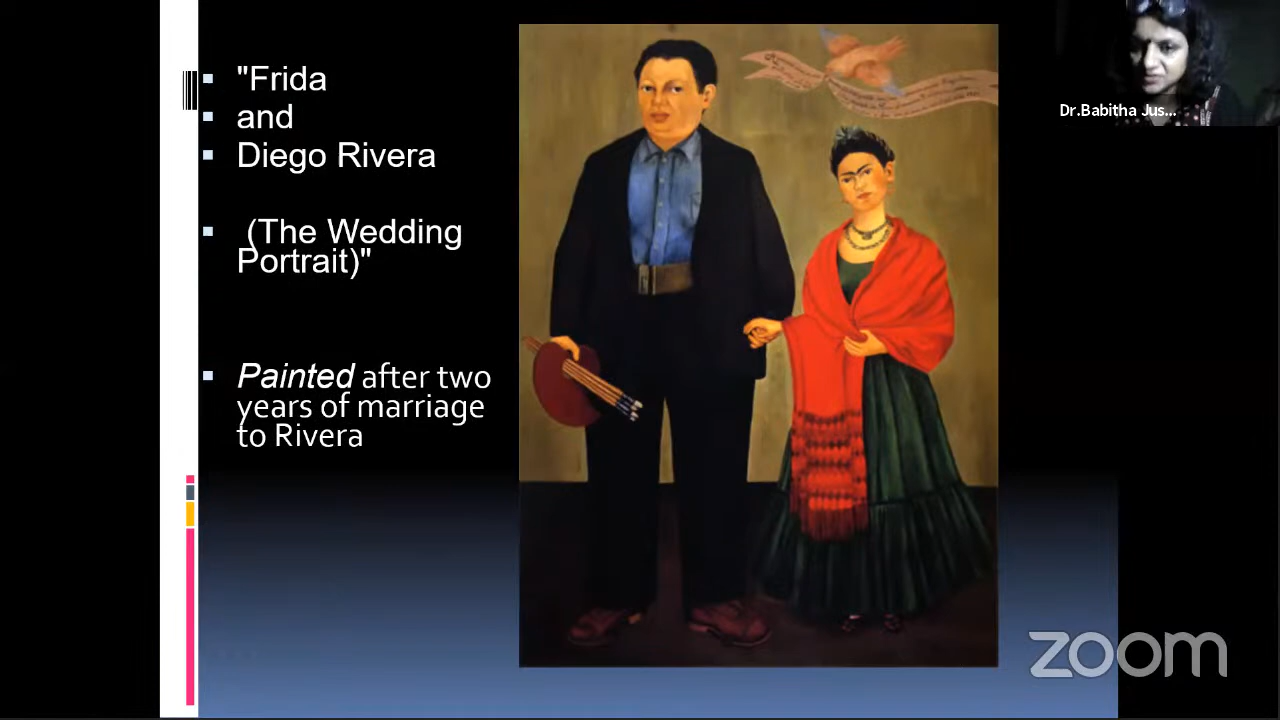 "Frida
and
Diego Rivera
(The Wedding
Portrait)"
Painted after two
years of marriage
to Rivera
Dr.Babitha Jus...
zoom